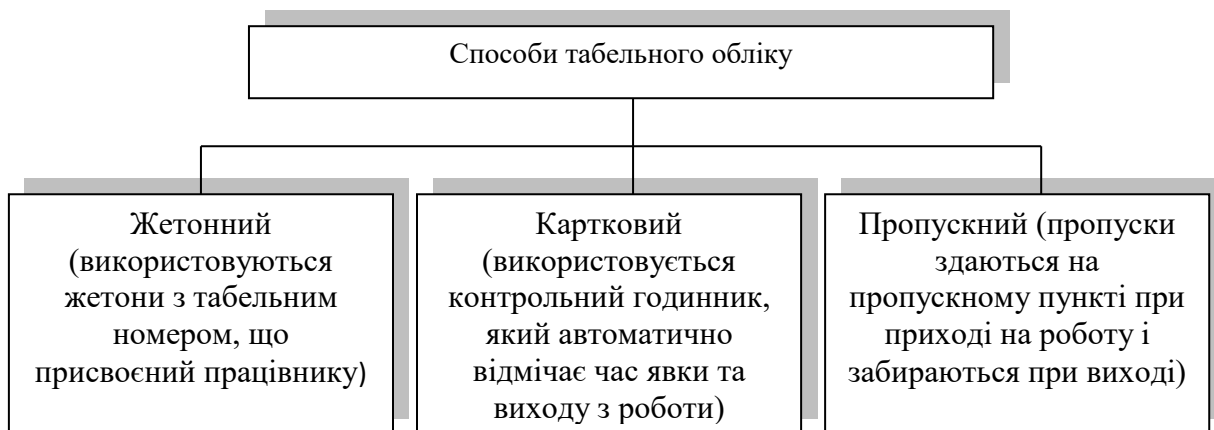 Способи табельного обліку
Жетонний
(використовуються
жетони з табельним
номером, що
присвоєний працівнику)
Картковий
(використовується
контрольний годинник,
який автоматично
відмічає час явки та
виходу з роботи)
Пропускний (пропуски
здаються на
пропускному пункті при
приході на роботу і
забираються при виході)